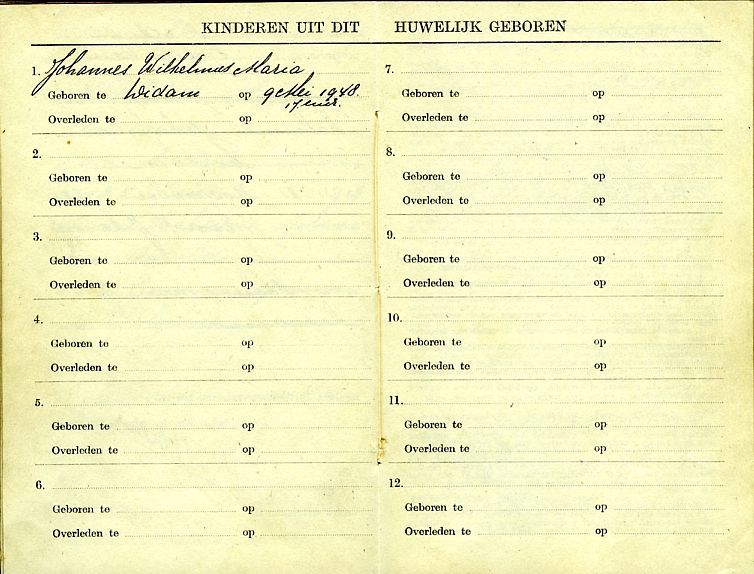 KINDEREN UIT DIT HUWELIJK GEBOREN
1. Johannes Wilhelmus Maria
Geboren te Didam op 9 Mei 1948.
17 uur.
Overleden te op
2.
Geboren te op
Overleden te op
3.
Geboren te op
Overleden te op
4.
Geboren te op
Overleden te op
5.
Geboren te op
Overleden te op
6.
Geboren te op
Overleden te op
7.
Geboren te op
Overleden te op
8.
Geboren te op
Overleden te op
9.
Geboren te op
Overleden te op
10.
Geboren te op
Overleden te op
11.
Geboren te op
Overleden te op
12.
Geboren te op
Overleden te op